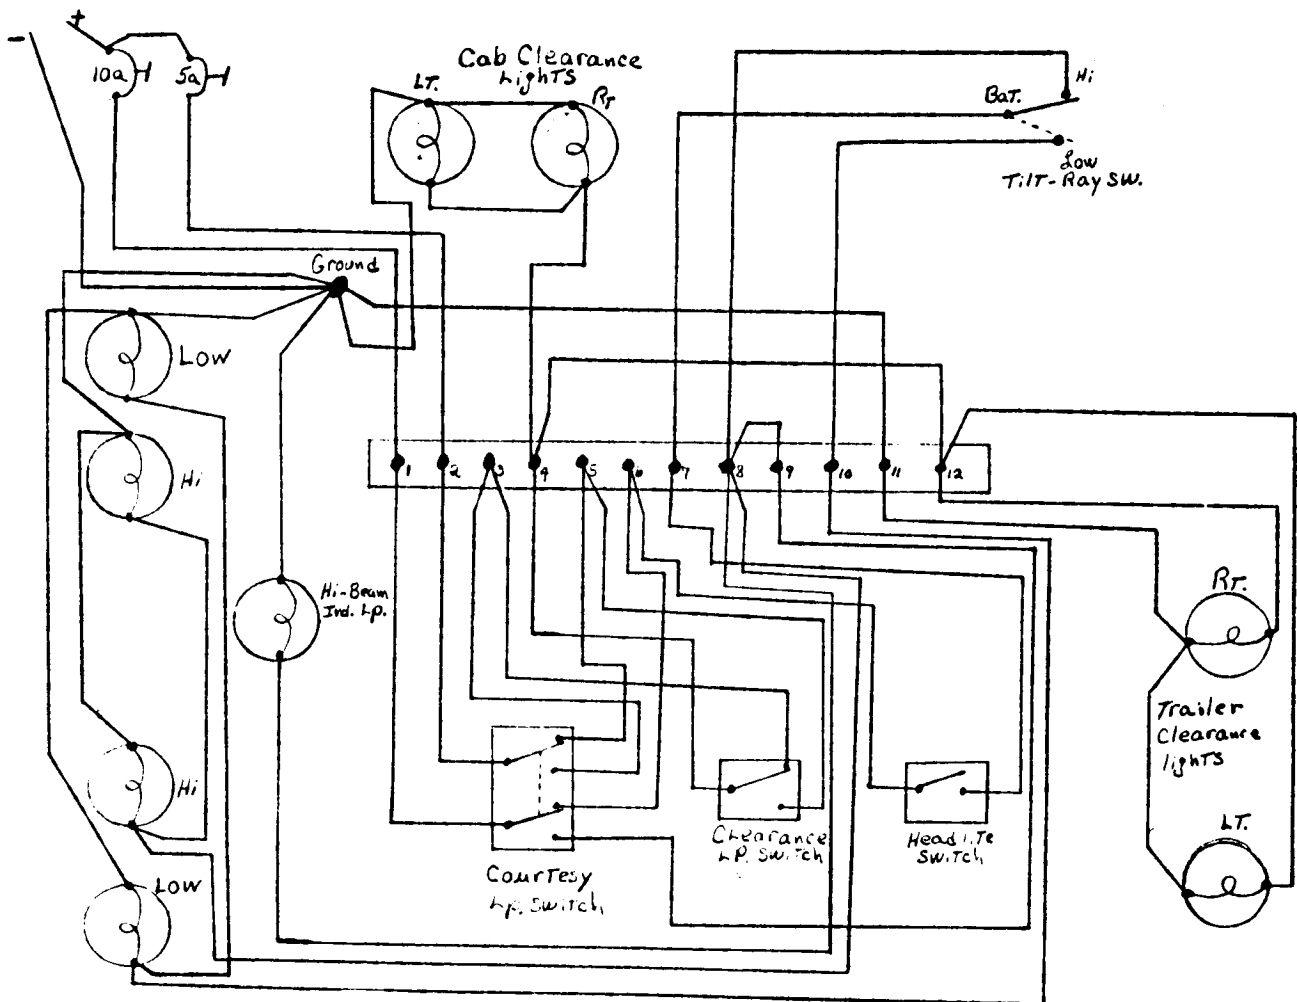 +
-
10a
5a
Cab Clearance
Lights
LT.
RT
Hi
Bat.
Low
Tilt-Ray SW.
Ground
Low
Hi
1 2 3 4 5 6 7 8 9 10 11 12
Hi-Beam
Ind. Lp.
RT.
Trailer
Clearance
lights
Hi
LT.
Clearance
LP. Switch
Headlite
Switch
Courtesy
Lp. Switch
Low